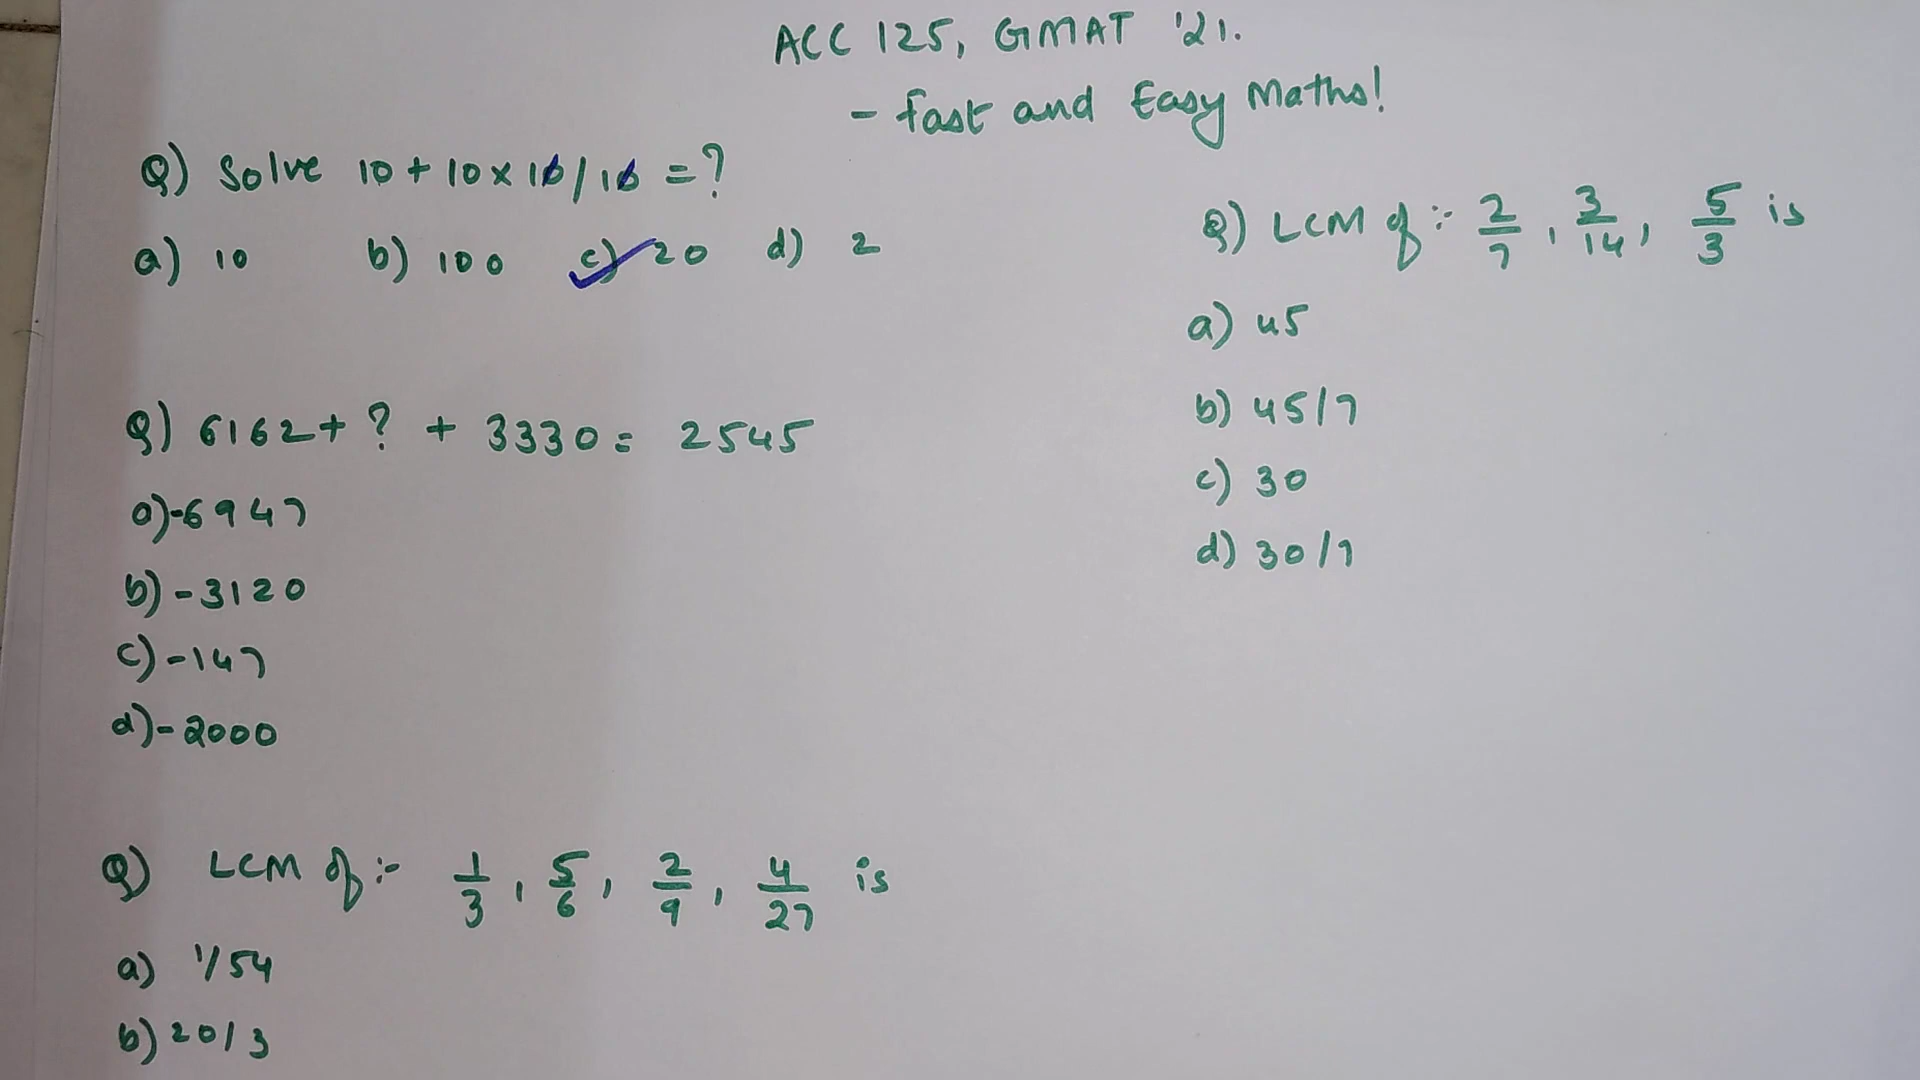 ACC 125, GMAT '21.
- fast and Easy Maths!
Q) Solve 10 + 10 x 10/10 = ?
a) 10 b) 100 c) 20 d) 2
Q) 6162 + ? + 3330 = 2545
a) -6947
b) -3120
c) -147
d) -2000
Q) LCM of :- 1/3, 5/6, 2/9, 4/27 is
a) 1/54
b) 20/3
Q) LCM of :- 2/7, 3/14, 5/3 is
a) 45
b) 45/7
c) 30
d) 30/7